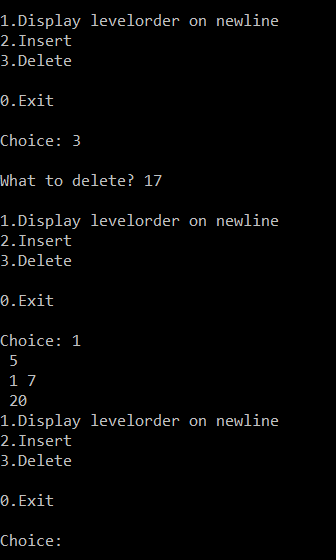 1.Display levelorder on newline
2.Insert
3.Delete
0.Exit
Choice: 3
What to delete? 17
1.Display levelorder on newline
2.Insert
3.Delete
0.Exit
Choice: 1
5
1 7
20
1.Display levelorder on newline
2.Insert
3.Delete
0.Exit
Choice: